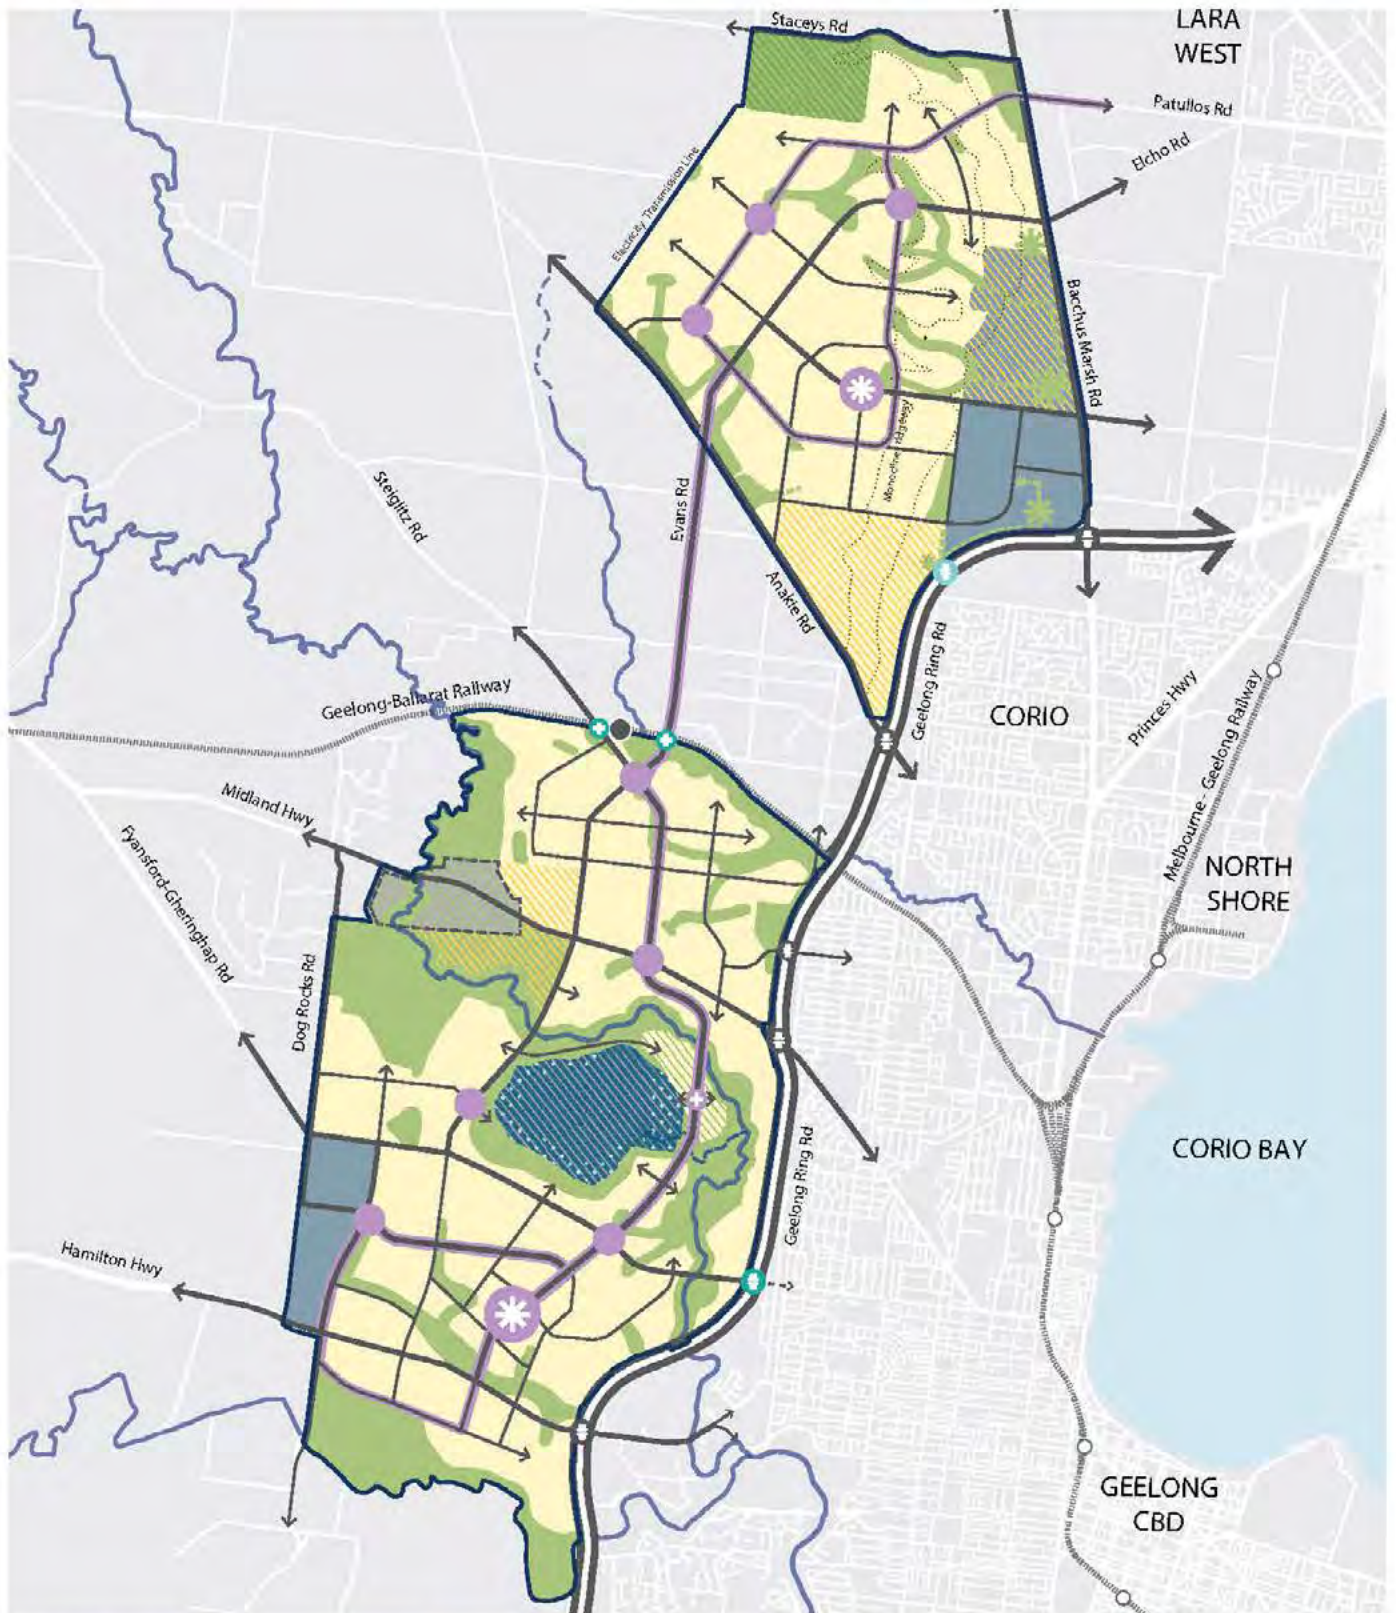 Staceys Rd
LARA
WEST
Patullos Rd
Elcho Rd
Electricity Transmission Line
Bacchus Marsh Rd
Monocline ridgeway
Steiglitz Rd
Evans Rd
Anakie Rd
Geelong Ring Rd
CORIO
Princes Hwy
Melbourne - Geelong Railway
Geelong-Ballarat Railway
Midland Hwy
Fyansford-Gheringhap Rd
NORTH
SHORE
Dog Rocks Rd
CORIO BAY
Geelong Ring Rd
Hamilton Hwy
GEELONG
CBD